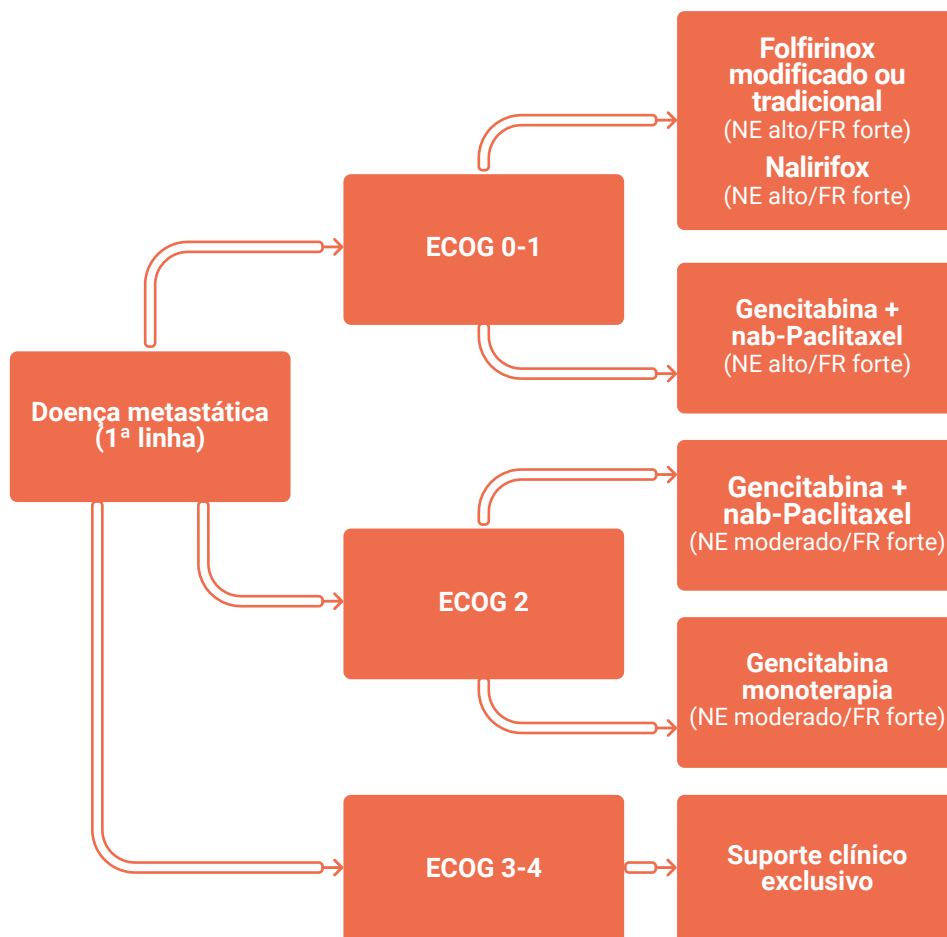 Folfirinox
modificado ou
tradicional
(NE alto/FR forte)
Nalirifox
(NE alto/FR forte)
ECOG 0-1
Gencitabina +
nab-Paclitaxel
(NE alto/FR forte)
Doença metastática
(1ª linha)
Gencitabina +
nab-Paclitaxel
(NE moderado/FR forte)
ECOG 2
Gencitabina
monoterapia
(NE moderado/FR forte)
ECOG 3-4
Suporte clínico
exclusivo